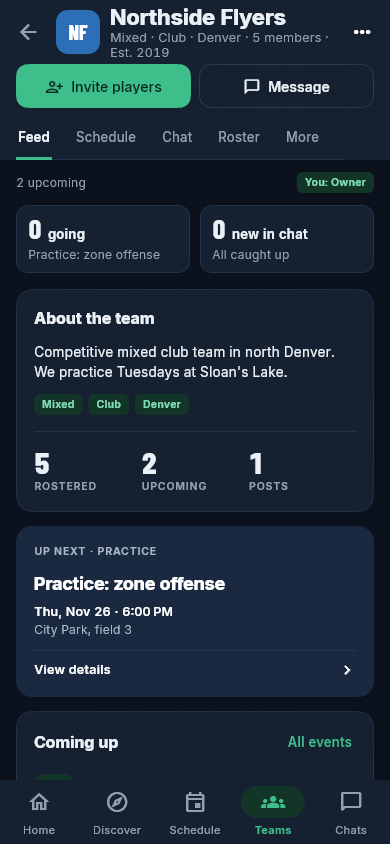 NF
Northside Flyers
Mixed · Club · Denver · 5 members ·
Est. 2019
Invite players
Message
Feed
Schedule
Chat
Roster
More
2 upcoming
You: Owner
0 going
Practice: zone offense
0 new in chat
All caught up
About the team
Competitive mixed club team in north Denver.
We practice Tuesdays at Sloan's Lake.
Mixed
Club
Denver
5
ROSTERED
2
UPCOMING
1
POSTS
UP NEXT · PRACTICE
Practice: zone offense
Thu, Nov 26 · 6:00 PM
City Park, field 3
View details
Coming up
All events
Home
Discover
Schedule
Teams
Chats